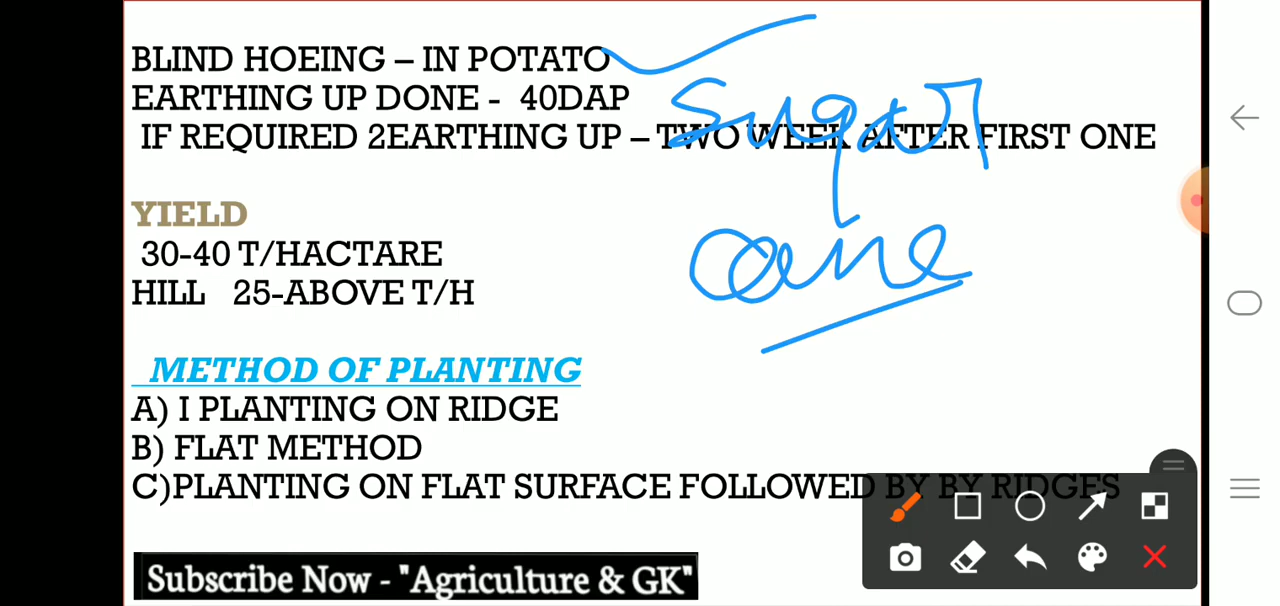 BLIND HOEING – IN POTATO
EARTHING UP DONE - 40DAP
IF REQUIRED 2EARTHING UP – TWO WEEK AFTER FIRST ONE
Sugar
cane
YIELD
30-40 T/HACTARE
HILL 25-ABOVE T/H
METHOD OF PLANTING
A) I PLANTING ON RIDGE
B) FLAT METHOD
C)PLANTING ON FLAT SURFACE FOLLOWED BY BY RIDGES
Subscribe Now - "Agriculture & GK"